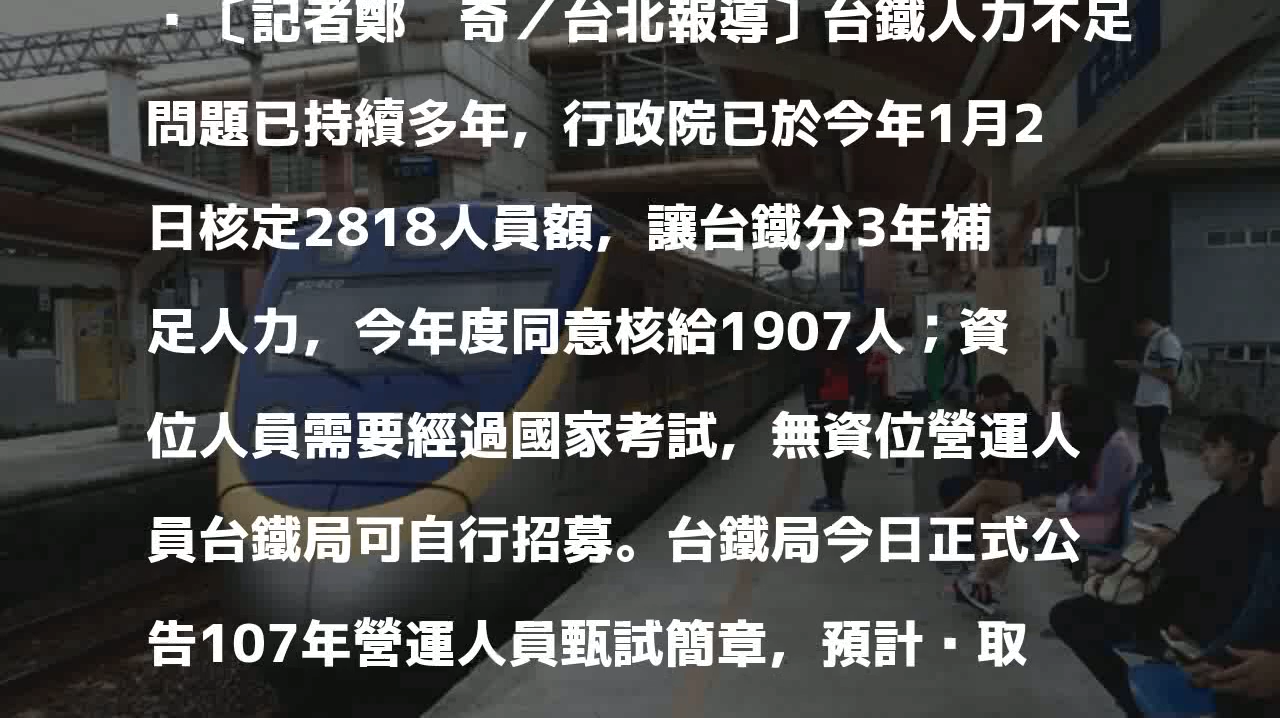 ·〔記者鄭 奇／台北報導〕台鐵人力不足
問題已持續多年，行政院已於今年1月2
日核定2818人員額，讓台鐵分3年補
足人力，今年度同意核給1907人；資
位人員需要經過國家考試，無資位營運人
員台鐵局可自行招募。台鐵局今日正式公
告107年營運人員甄試簡章，預計·取